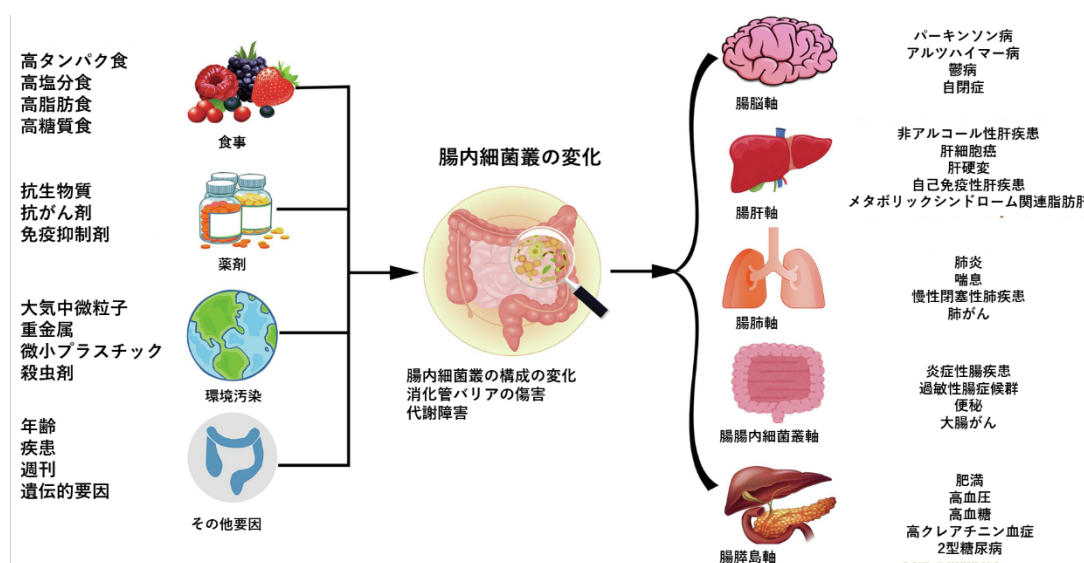 高タンパク食
高塩分食
高脂肪食
高糖質食
食事
抗生物質
抗がん剤
免疫抑制剤
薬剤
大気中微粒子
重金属
微小プラスチック
殺虫剤
環境汚染
年齢
疾患
週刊
遺伝的要因
その他要因
腸内細菌叢の変化
腸内細菌叢の構成の変化
消化管バリアの傷害
代謝障害
腸脳軸
パーキンソン病
アルツハイマー病
鬱病
自閉症
腸肝軸
非アルコール性肝疾患
肝細胞癌
肝硬変
自己免疫性肝疾患
メタボリックシンドローム関連脂肪肝
腸肺軸
肺炎
喘息
慢性閉塞性肺疾患
肺がん
腸腸内細菌叢軸
炎症性腸疾患
過敏性腸症候群
便秘
大腸がん
腸膵島軸
肥満
高血圧
高血糖
高クレアチニン血症
2型糖尿病